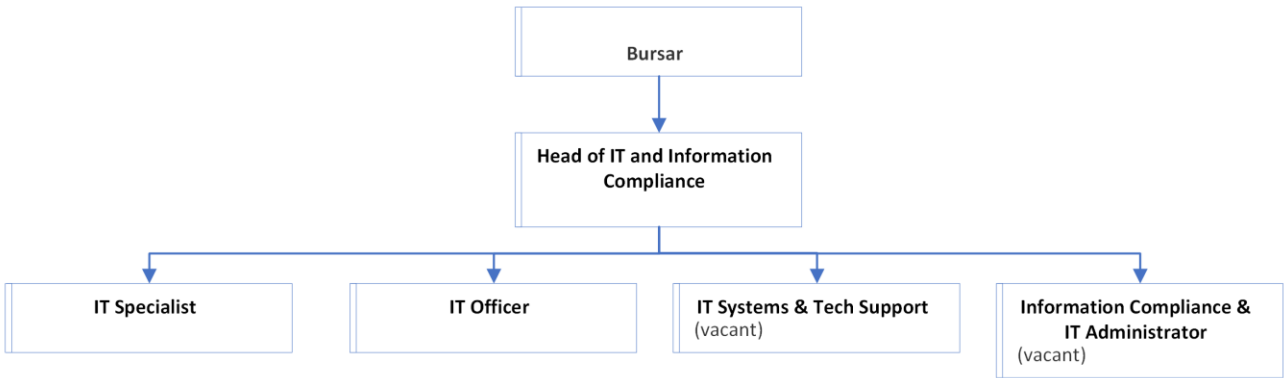 Bursar
Head of IT and Information
Compliance
IT Specialist
IT Officer
IT Systems & Tech Support
(vacant)
Information Compliance &
IT Administrator
(vacant)